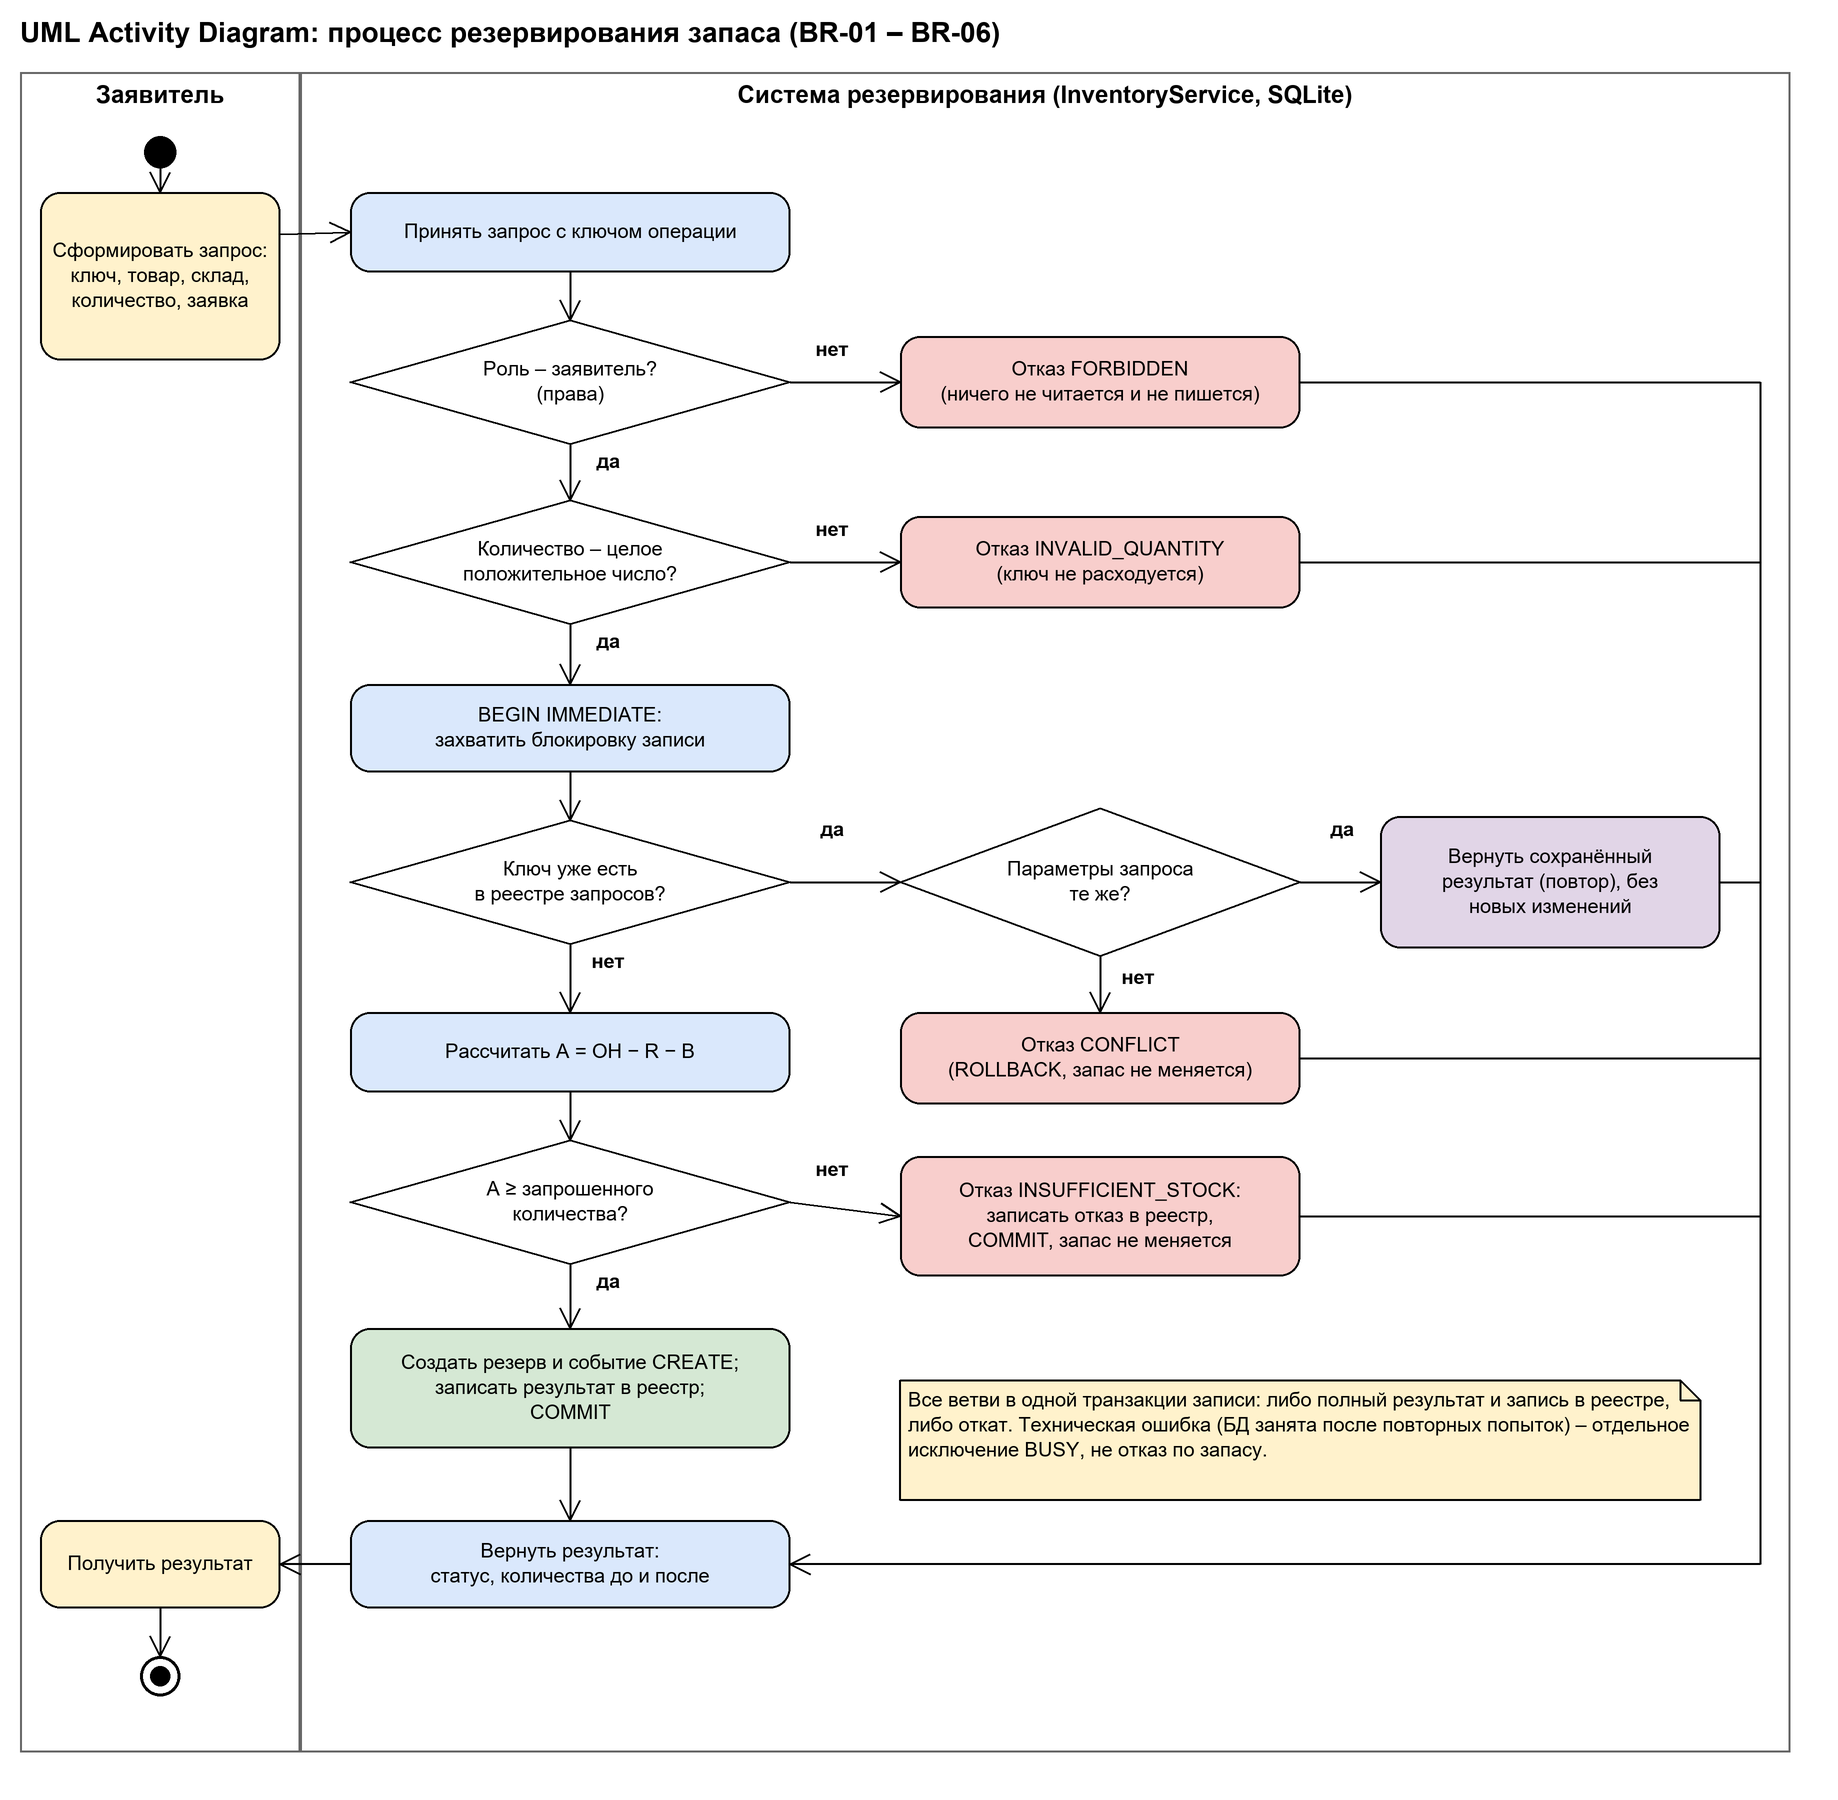 UML Activity Diagram: процесс резервирования запаса (BR-01 – BR-06)
Заявитель
Система резервирования (InventoryService, SQLite)
Сформировать запрос:
ключ, товар, склад,
количество, заявка
Принять запрос с ключом операции
Роль – заявитель?
(права)
нет
Отказ FORBIDDEN
(ничего не читается и не пишется)
да
Количество – целое
положительное число?
нет
Отказ INVALID_QUANTITY
(ключ не расходуется)
да
BEGIN IMMEDIATE:
захватить блокировку записи
Ключ уже есть
в реестре запросов?
да
Параметры запроса
те же?
да
Вернуть сохранённый
результат (повтор), без
новых изменений
нет
нет
Рассчитать A = OH − R − B
Отказ CONFLICT
(ROLLBACK, запас не меняется)
A ≥ запрошенного
количества?
нет
Отказ INSUFFICIENT_STOCK:
записать отказ в реестр,
COMMIT, запас не меняется
да
Создать резерв и событие CREATE;
записать результат в реестр;
COMMIT
Все ветви в одной транзакции записи: либо полный результат и запись в реестре,
либо откат. Техническая ошибка (БД занята после повторных попыток) – отдельное
исключение BUSY, не отказ по запасу.
Получить результат
Вернуть результат:
статус, количества до и после